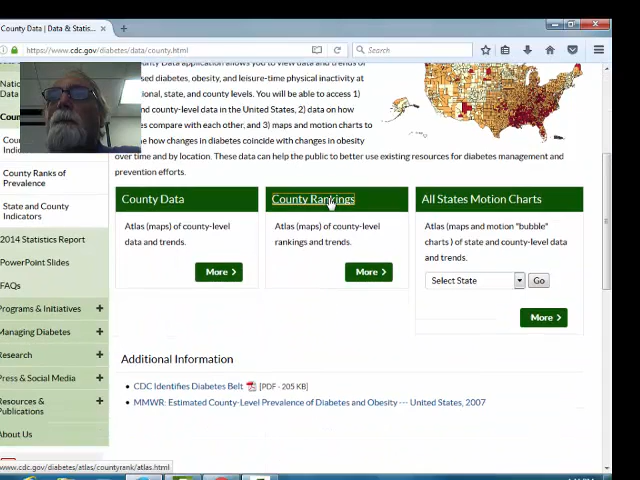 County Data | Data & Statis...
https://www.cdc.gov/diabetes/data/county.html
Search
County Data application allows you to view data and trends of
sed diabetes, obesity, and leisure-time physical inactivity at
ional, state, and county levels. You will be able to access 1)
and county-level data in the United States, 2) data on how
es compare with each other, and 3) maps and motion charts to
e how changes in diabetes coincide with changes in obesity
over time and by location. These data can help the public to better use existing resources for diabetes management and
prevention efforts.
Nation
Data
Coun
Coun
Indic
County Ranks of
Prevalence
State and County
Indicators
2014 Statistics Report
PowerPoint Slides
FAQs
Programs & Initiatives
Managing Diabetes
Research
Press & Social Media
Resources &
Publications
About Us
County Data
Atlas (maps) of county-level
data and trends.
More
County Rankings
Atlas (maps) of county-level
rankings and trends.
More
All States Motion Charts
Atlas (maps and motion "bubble"
charts ) of state and county-level data
and trends.
Select State
Go
More
Additional Information
CDC Identifies Diabetes Belt [PDF - 205 KB]
MMWR: Estimated County-Level Prevalence of Diabetes and Obesity --- United States, 2007
www.cdc.gov/diabetes/atlas/countyrank/atlas.html